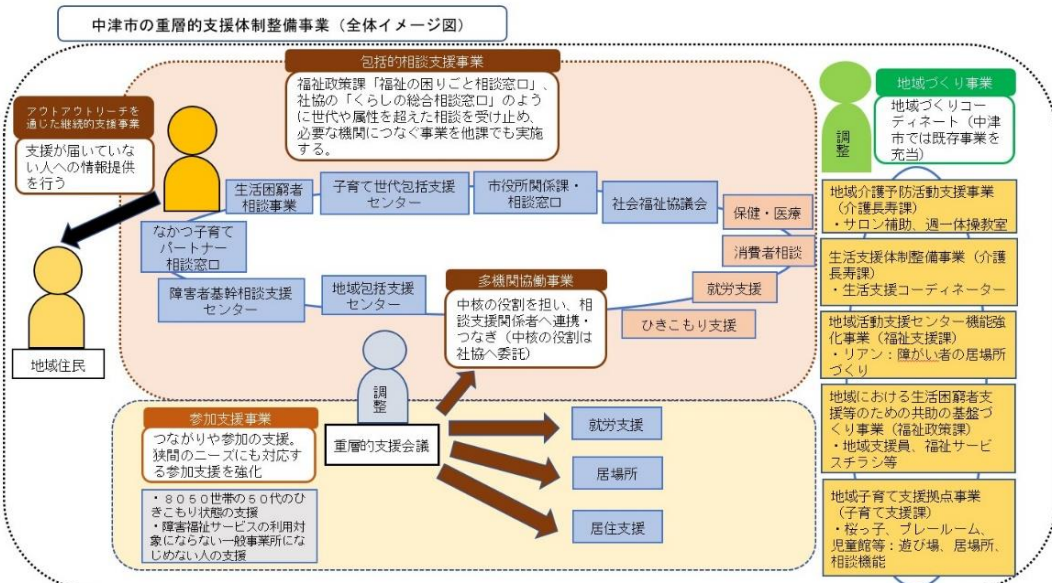 中津市の重層的支援体制整備事業（全体イメージ図）
包括的相談支援事業
福祉政策課「福祉の困りごと相談窓口」、
社協の「くらしの総合相談窓口」のよう
に世代や属性を超えた相談を受け止め、
必要な機関につなぐ事業を他課でも実施
する。
アウトアウトリーチを
通じた継続的支援事業
支援が届いていな
い人への情報提供
を行う
地域住民
生活困窮者
相談事業
子育て世代包括支援
センター
市役所関係課・
相談窓口
社会福祉協議会
保健・医療
消費者相談
就労支援
ひきこもり支援
なかつ子育て
パートナー
相談窓口
障害者基幹相談支援
センター
地域包括支援
センター
多機関協働事業
中核の役割を担い、相
談支援関係者へ連携・
つなぎ（中核の役割は
社協へ委託）
調整
重層的支援会議
参加支援事業
つながりや参加の支援。
狭間のニーズにも対応す
る参加支援を強化
・８０５０世帯の５０代のひ
きこもり状態の支援
・障害福祉サービスの利用対
象にならない一般事業所にな
じめない人の支援
就労支援
居場所
居住支援
調整
地域づくり事業
地域づくりコー
ディネート（中津
市では既存事業を
充当）
地域介護予防活動支援事業
（介護長寿課）
・サロン補助、週一体操教室
生活支援体制整備事業（介護
長寿課）
・生活支援コーディネーター
地域活動支援センター機能強
化事業（福祉支援課）
・リアン：障がい者の居場所
づくり
地域における生活困窮者支
援等のための共助の基盤づ
くり事業（福祉政策課）
・地域支援員、福祉サービ
スチラシ等
地域子育て支援拠点事業
（子育て支援課）
・桜っ子、プレールーム、
児童館等：遊び場、居場所、
相談機能